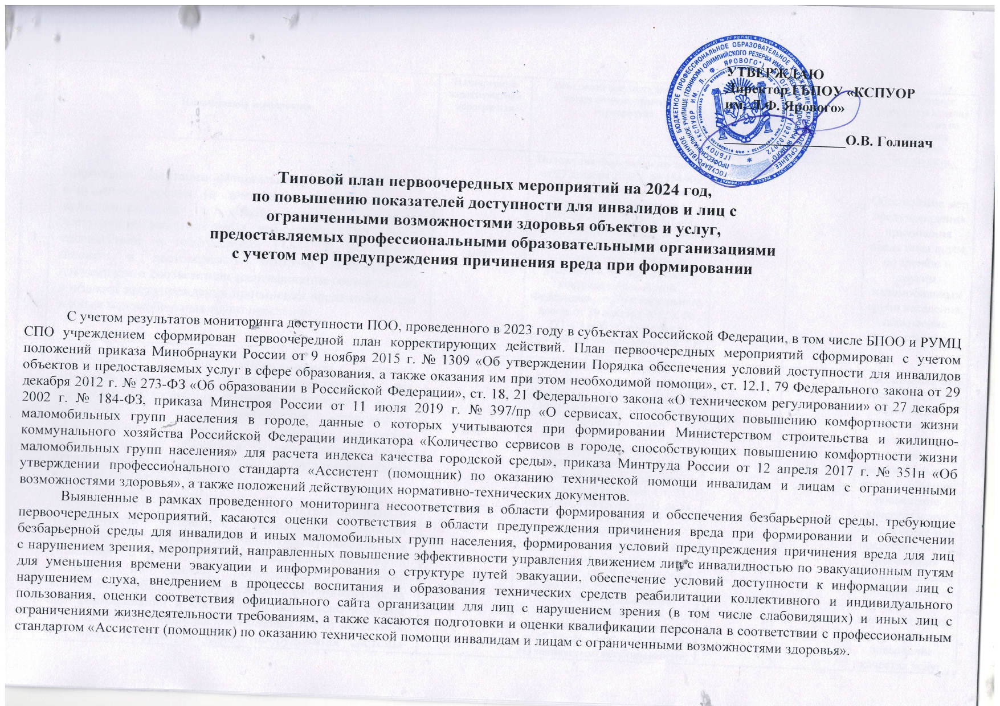 УТВЕРЖДАЮ
Директор ГБПОУ «КСПУОР
им. Л.Ф. Ярового»
О.В. Голинач
Типовой план первоочередных мероприятий на 2024 год,
по повышению показателей доступности для инвалидов и лиц с
ограниченными возможностями здоровья объектов и услуг,
предоставляемых профессиональными образовательными организациями
с учетом мер предупреждения причинения вреда при формировании
С учетом результатов мониторинга доступности ПОО, проведенного в 2023 году в субъектах Российской Федерации, в том числе БПОО и РУМЦ
СПО учреждением сформирован первоочередной план корректирующих действий. План первоочередных мероприятий сформирован с учетом
положений приказа Минобрнауки России от 9 ноября 2015 г. № 1309 «Об утверждении Порядка обеспечения условий доступности для инвалидов
объектов и предоставляемых услуг в сфере образования, а также оказания им при этом необходимой помощи», ст. 12.1, 79 Федерального закона от 29
декабря 2012 г. № 273-ФЗ «Об образовании в Российской Федерации», ст. 18, 21 Федерального закона «О техническом регулировании» от 27 декабря
2002 г. № 184-ФЗ, приказа Минстроя России от 11 июля 2019 г. № 397/пр «О сервисах, способствующих повышению комфортности жизни
маломобильных групп населения в городе, данные о которых учитываются при формировании Министерством строительства и жилищно-
коммунального хозяйства Российской Федерации индикатора «Количество сервисов в городе, способствующих повышению комфортности жизни
маломобильных групп населения» для расчета индекса качества городской среды», приказа Минтруда России от 12 апреля 2017 г. № 351н «Об
утверждении профессионального стандарта «Ассистент (помощник) по оказанию технической помощи инвалидам и лицам с ограниченными
возможностями здоровья», а также положений действующих нормативно-технических документов.
Выявленные в рамках проведенного мониторинга несоответствия в области формирования и обеспечения безбарьерной среды, требующие
первоочередных мероприятий, касаются оценки соответствия в области предупреждения причинения вреда при формировании и обеспечении
безбарьерной среды для инвалидов и иных маломобильных групп населения, формирования условий предупреждения причинения вреда для лиц
с нарушением зрения, мероприятий, направленных повышение эффективности управления движением лиц с инвалидностью по эвакуационным путям
для уменьшения времени эвакуации и информирования о структуре путей эвакуации, обеспечение условий доступности к информации лиц с
нарушением слуха, внедрением в процессы воспитания и образования технических средств реабилитации коллективного и индивидуального
пользования, оценки соответствия официального сайта организации для лиц с нарушением зрения (в том числе слабовидящих) и иных лиц с
ограничениями жизнедеятельности требованиям, а также касаются подготовки и оценки квалификации персонала в соответствии с профессиональным
стандартом «Ассистент (помощник) по оказанию технической помощи инвалидам и лицам с ограниченными возможностями здоровья».